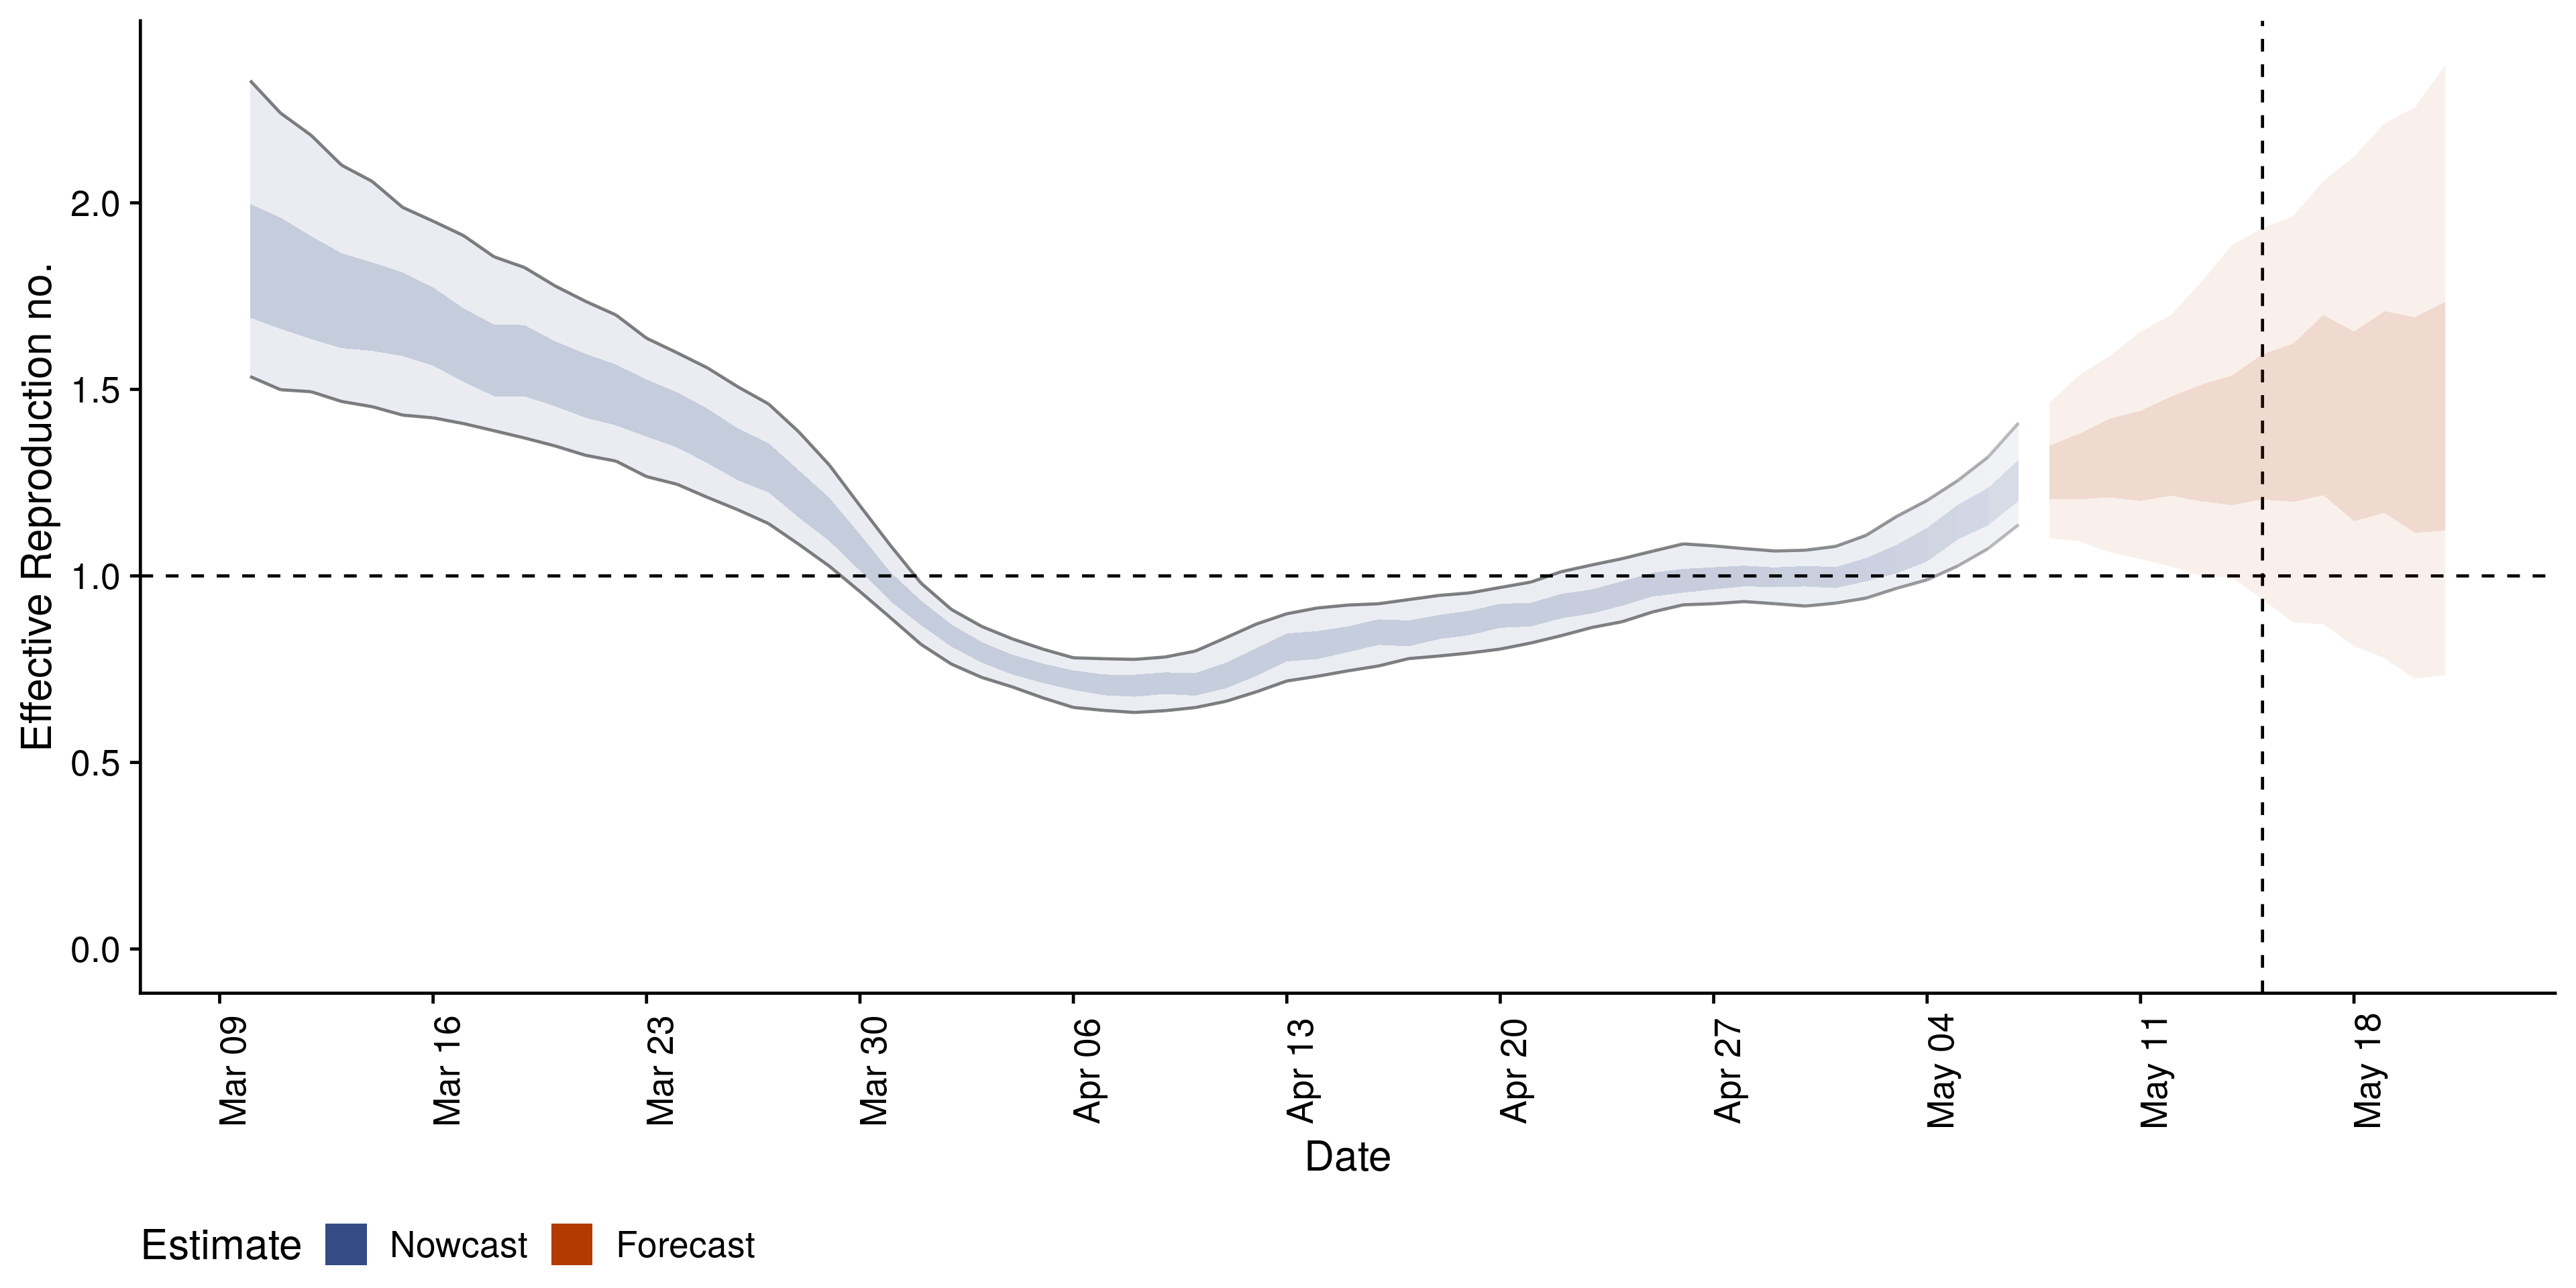 Effective Reproduction no.
2.0
1.5
1.0
0.5
0.0
Mar 09
Mar 16
Mar 23
Mar 30
Apr 06
Apr 13
Apr 20
Apr 27
May 04
May 11
May 18
Date
Estimate Nowcast Forecast